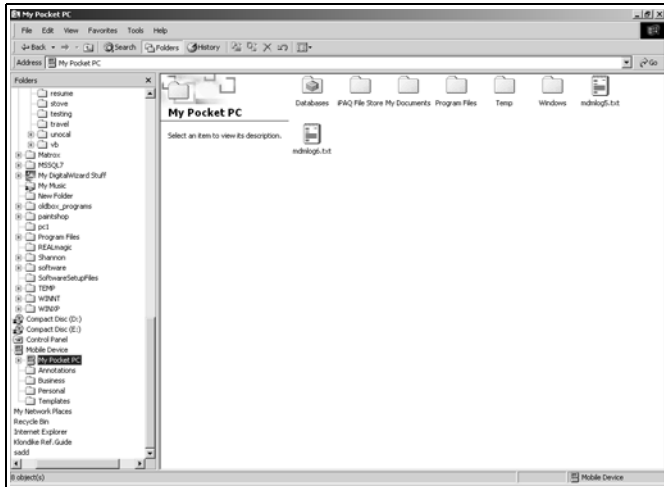 My Pocket PC
File Edit View Favorites Tools Help
Back Search Folders History
Address My Pocket PC Go
Folders
resume
stove
testing
travel
unocal
vb
Matrox
MSSQL7
My DigitalWizard Stuff
My Music
New Folder
oldbox_programs
paintshop
pc1
Program Files
REALmagic
Shannon
software
SoftwareSetupFiles
TEMP
WINNT
WINXP
Compact Disc (D:)
Compact Disc (E:)
Control Panel
Mobile Device
My Pocket PC
Annotations
Business
Personal
Templates
My Network Places
Recycle Bin
Internet Explorer
Klondike Ref.Guide
sadd
My Pocket PC
Select an item to view its description.
Databases iPAQ File Store My Documents Program Files Temp Windows mdmlog5.txt
mdmlog6.txt
8 object(s) Mobile Device